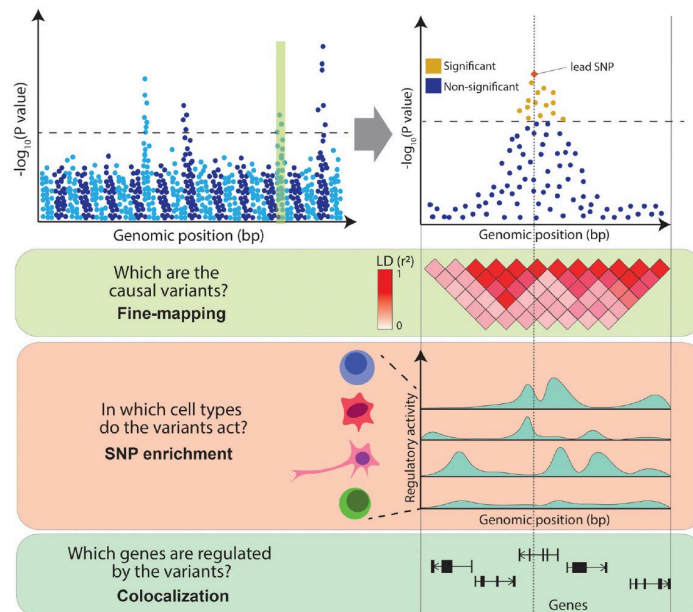 -log10(P value)
Genomic position (bp)
Significant
Non-significant
lead SNP
-log10(P value)
Genomic position (bp)
Which are the
causal variants?
Fine-mapping
LD (r²)
1
0
In which cell types
do the variants act?
SNP enrichment
Regulatory activity
Genomic position (bp)
Which genes are regulated
by the variants?
Colocalization
Genes